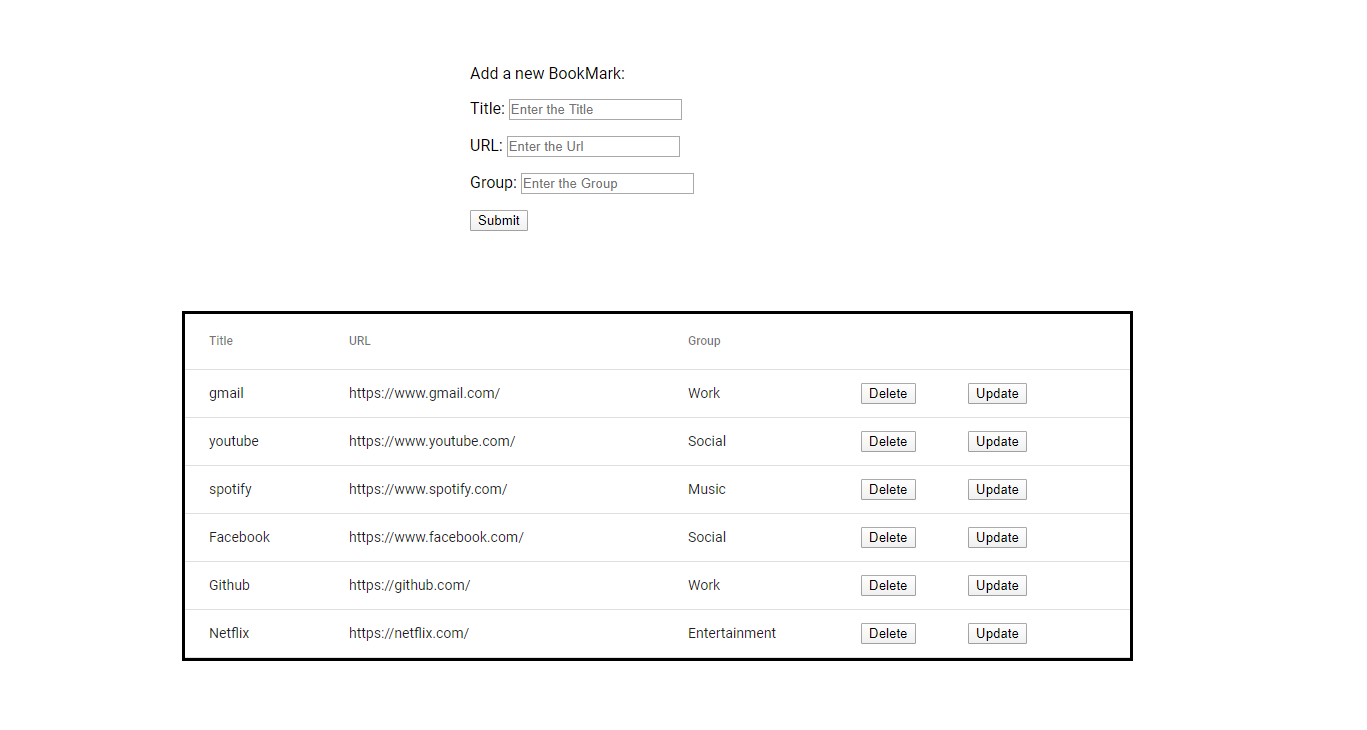 Add a new BookMark:
Title: Enter the Title
URL: Enter the Url
Group: Enter the Group
Submit
Title URL Group
gmail https://www.gmail.com/ Work Delete Update
youtube https://www.youtube.com/ Social Delete Update
spotify https://www.spotify.com/ Music Delete Update
Facebook https://www.facebook.com/ Social Delete Update
Github https://github.com/ Work Delete Update
Netflix https://netflix.com/ Entertainment Delete Update